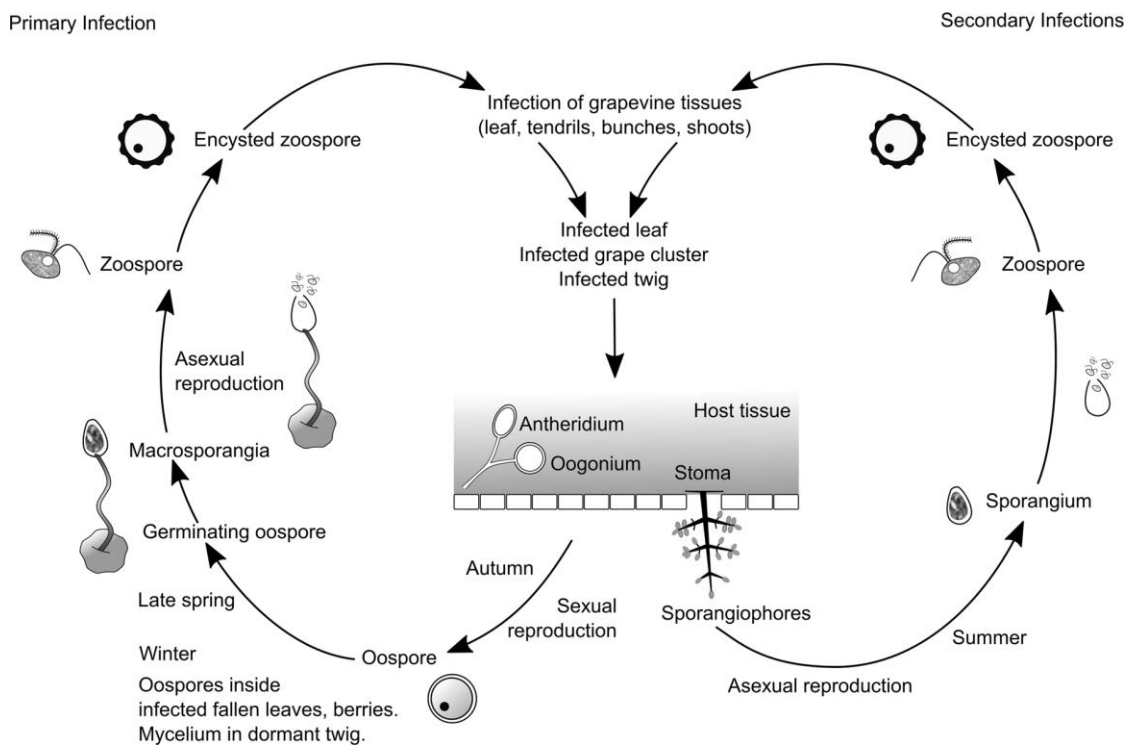 Primary Infection
Secondary Infections
Infection of grapevine tissues
(leaf, tendrils, bunches, shoots)
Encysted zoospore
Encysted zoospore
Infected leaf
Infected grape cluster
Infected twig
Zoospore
Zoospore
Asexual
reproduction
Host tissue
Antheridium
Oogonium
Stoma
Macrosporangia
Sporangium
Germinating oospore
Autumn
Late spring
Sexual
reproduction
Sporangiophores
Summer
Oospore
Asexual reproduction
Winter
Oospores inside
infected fallen leaves, berries.
Mycelium in dormant twig.